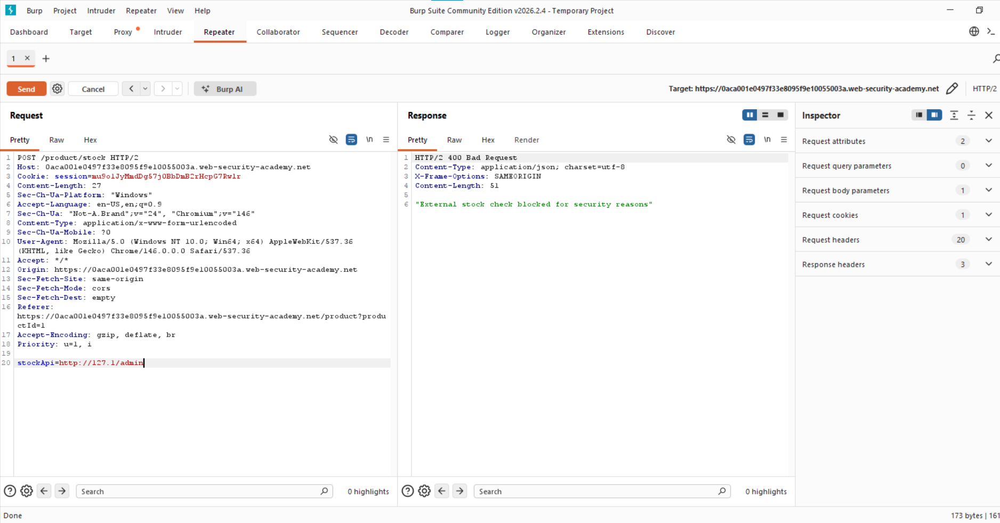 Burp Project Intruder Repeater View Help
Burp Suite Community Edition v2026.2.4 - Temporary Project
Dashboard Target Proxy Intruder Repeater Collaborator Sequencer Decoder Comparer Logger Organizer Extensions Discover
1
Send Cancel Burp AI
Target: https://0aca001e0497f33e8095f9e10055003a.web-security-academy.net HTTP/2
Request
Pretty Raw Hex \n
1 POST /product/stock HTTP/2
2 Host: 0aca001e0497f33e8095f9e10055003a.web-security-academy.net
3 Cookie: session=mu9olJyMmdDg57j0BbDmB2rHcpG7Rwlr
4 Content-Length: 27
5 Sec-Ch-Ua-Platform: "Windows"
6 Accept-Language: en-US,en;q=0.9
7 Sec-Ch-Ua: "Not-A.Brand";v="24", "Chromium";v="146"
8 Content-Type: application/x-www-form-urlencoded
9 Sec-Ch-Ua-Mobile: ?0
10 User-Agent: Mozilla/5.0 (Windows NT 10.0; Win64; x64) AppleWebKit/537.36
(KHTML, like Gecko) Chrome/146.0.0.0 Safari/537.36
11 Accept: */*
12 Origin: https://0aca001e0497f33e8095f9e10055003a.web-security-academy.net
13 Sec-Fetch-Site: same-origin
14 Sec-Fetch-Mode: cors
15 Sec-Fetch-Dest: empty
16 Referer:
https://0aca001e0497f33e8095f9e10055003a.web-security-academy.net/product?produ
ctId=1
17 Accept-Encoding: gzip, deflate, br
18 Priority: u=1, i
19
20 stockApi=http://127.1/admin
Search 0 highlights
Response
Pretty Raw Hex Render \n
1 HTTP/2 400 Bad Request
2 Content-Type: application/json; charset=utf-8
3 X-Frame-Options: SAMEORIGIN
4 Content-Length: 51
5
6 "External stock check blocked for security reasons"
Search 0 highlights
Inspector
Request attributes 2
Request query parameters 0
Request body parameters 1
Request cookies 1
Request headers 20
Response headers 3
Done
173 bytes | 161